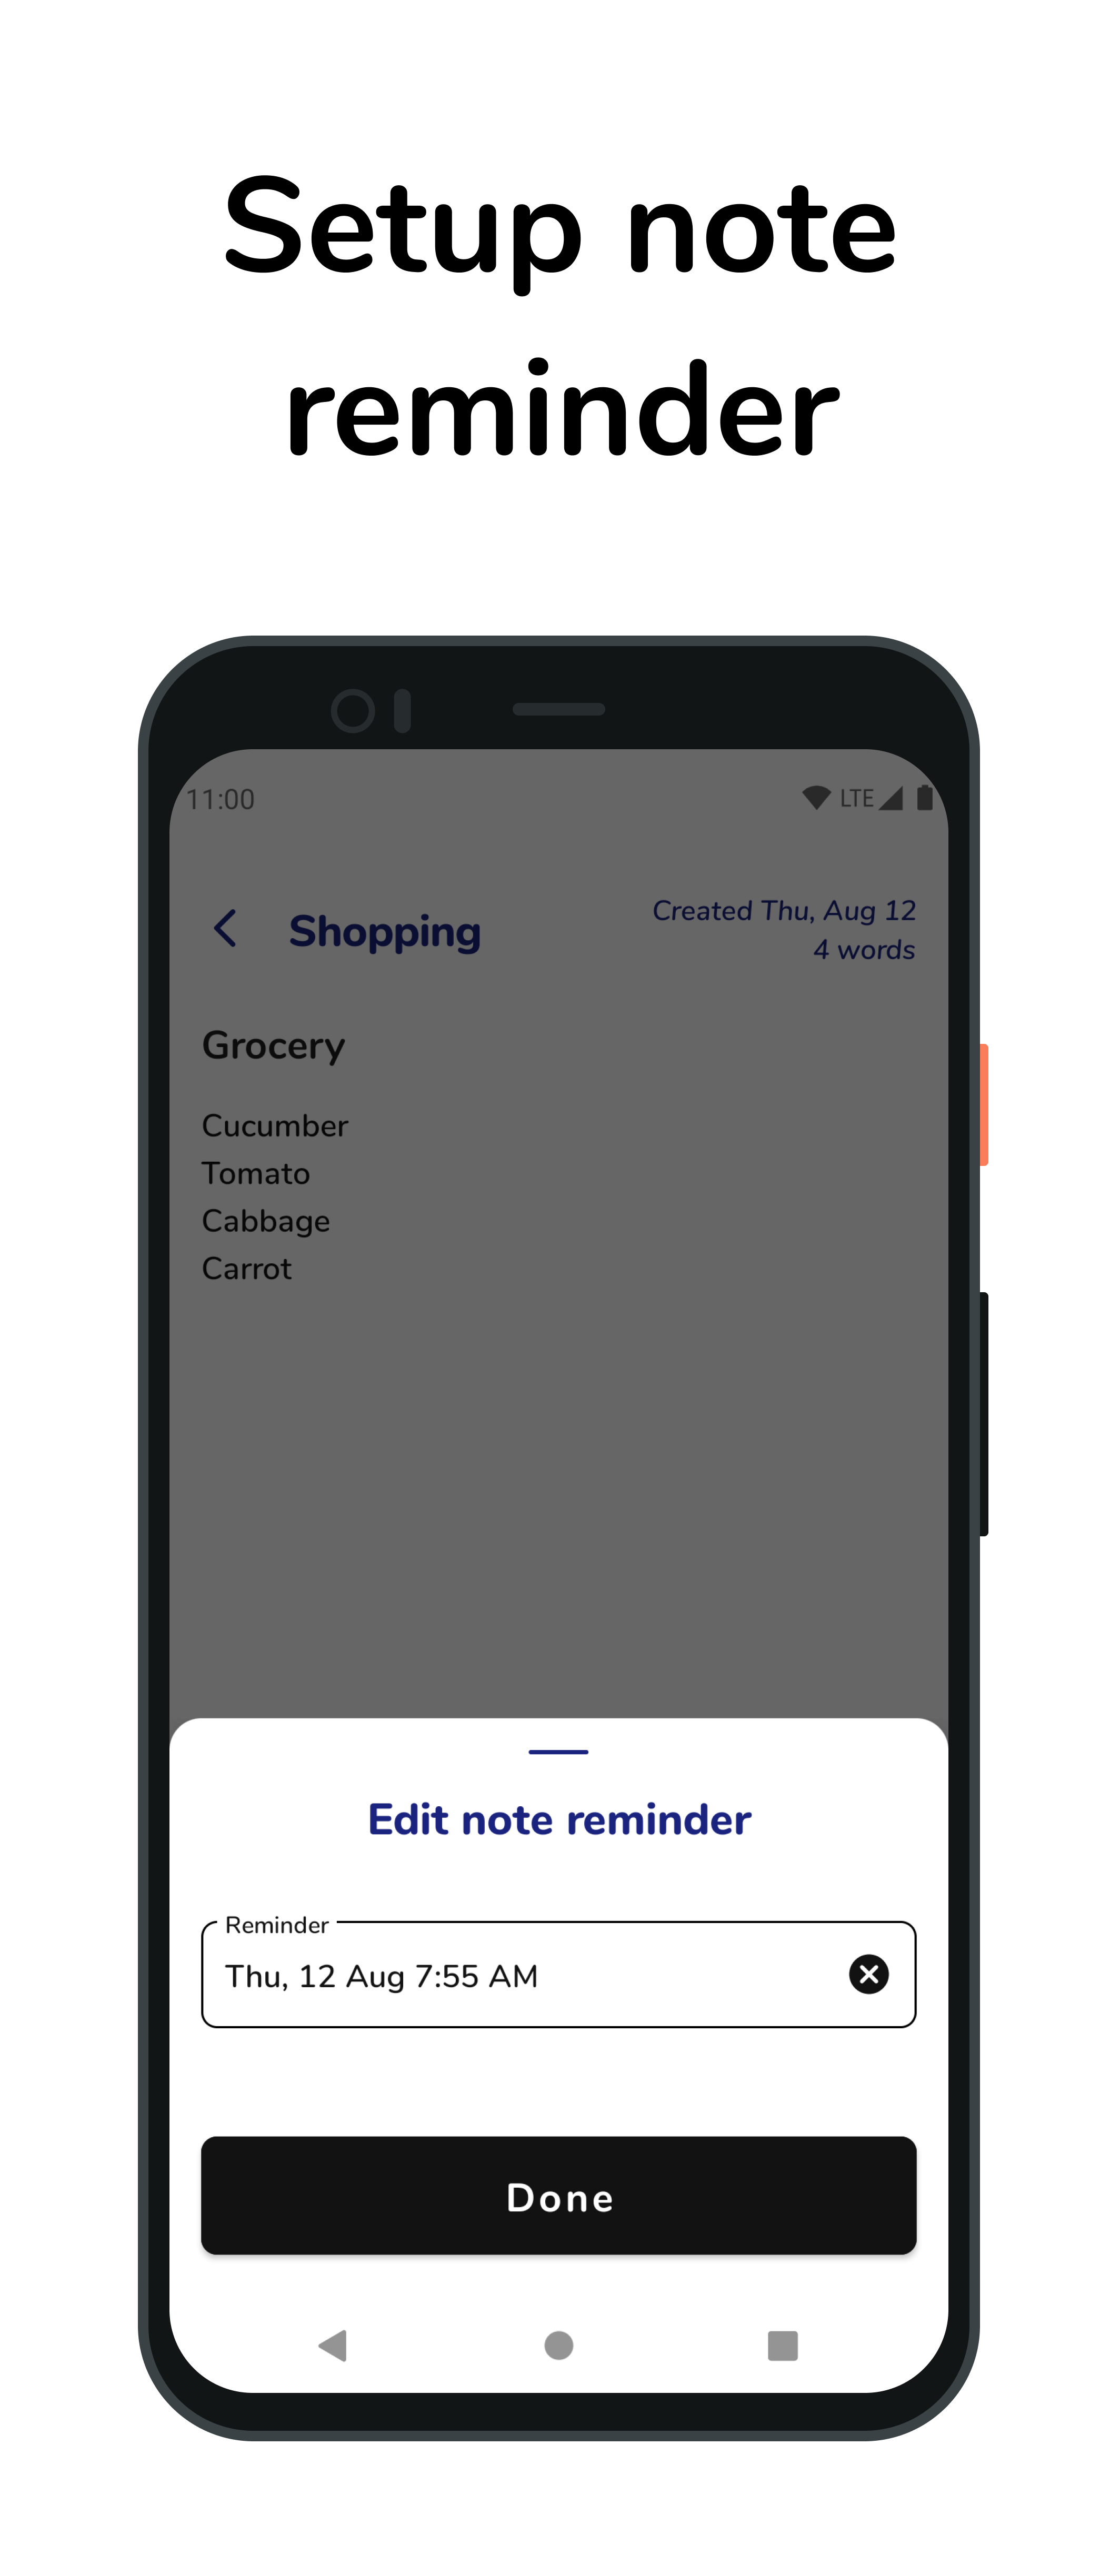 Setup note
reminder
11:00
LTE
Shopping
Created Thu, Aug 12
4 words
Grocery
Cucumber
Tomato
Cabbage
Carrot
Edit note reminder
Reminder
Thu, 12 Aug 7:55 AM
Done